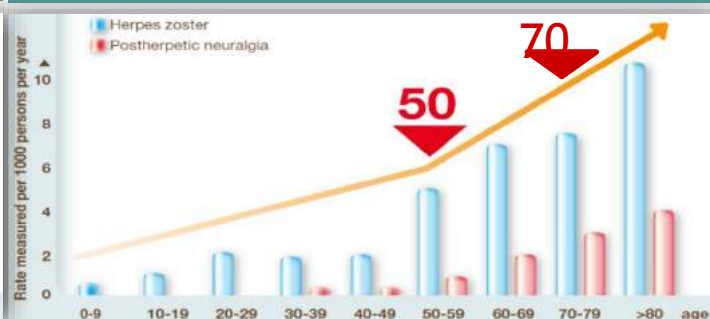 Herpes zoster
Postherpetic neuralgia
Rate measured per 1000 persons per year
10
8
6
4
2
0
50
70
0-9 10-19 20-29 30-39 40-49 50-59 60-69 70-79 >80 age